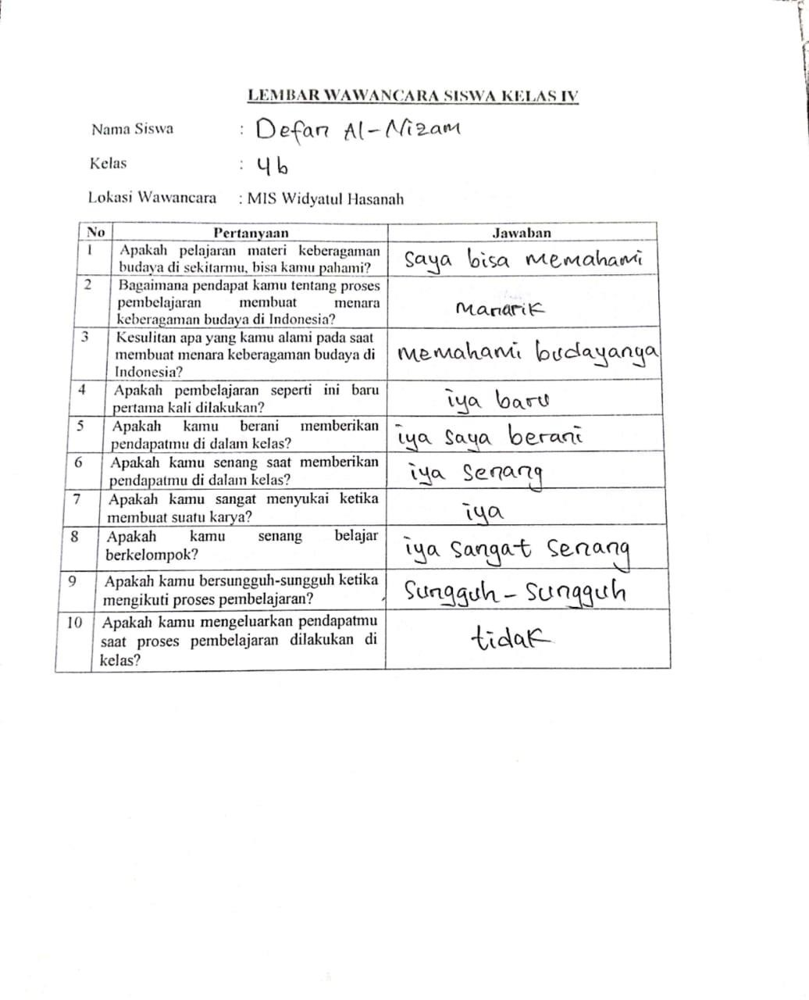 LEMBAR WAWANCARA SISWA KELAS IV
Nama Siswa : Defan Al-Nizam
Kelas : 4b
Lokasi Wawancara : MIS Widyatul Hasanah
No Pertanyaan Jawaban
1 Apakah pelajaran materi keberagaman
budaya di sekitarmu, bisa kamu pahami?
saya bisa memahami
2 Bagaimana pendapat kamu tentang proses
pembelajaran membuat menara
keberagaman budaya di Indonesia?
Manarik
3 Kesulitan apa yang kamu alami pada saat
membuat menara keberagaman budaya di
Indonesia?
memahami budayanya
4 Apakah pembelajaran seperti ini baru
pertama kali dilakukan?
iya baru
5 Apakah kamu berani memberikan
pendapatmu di dalam kelas?
iya saya berani
6 Apakah kamu senang saat memberikan
pendapatmu di dalam kelas?
iya senang
7 Apakah kamu sangat menyukai ketika
membuat suatu karya?
iya
8 Apakah kamu senang belajar
berkelompok?
iya sangat senang
9 Apakah kamu bersungguh-sungguh ketika
mengikuti proses pembelajaran?
sungguh - sungguh
10 Apakah kamu mengeluarkan pendapatmu
saat proses pembelajaran dilakukan di
kelas?
tidak